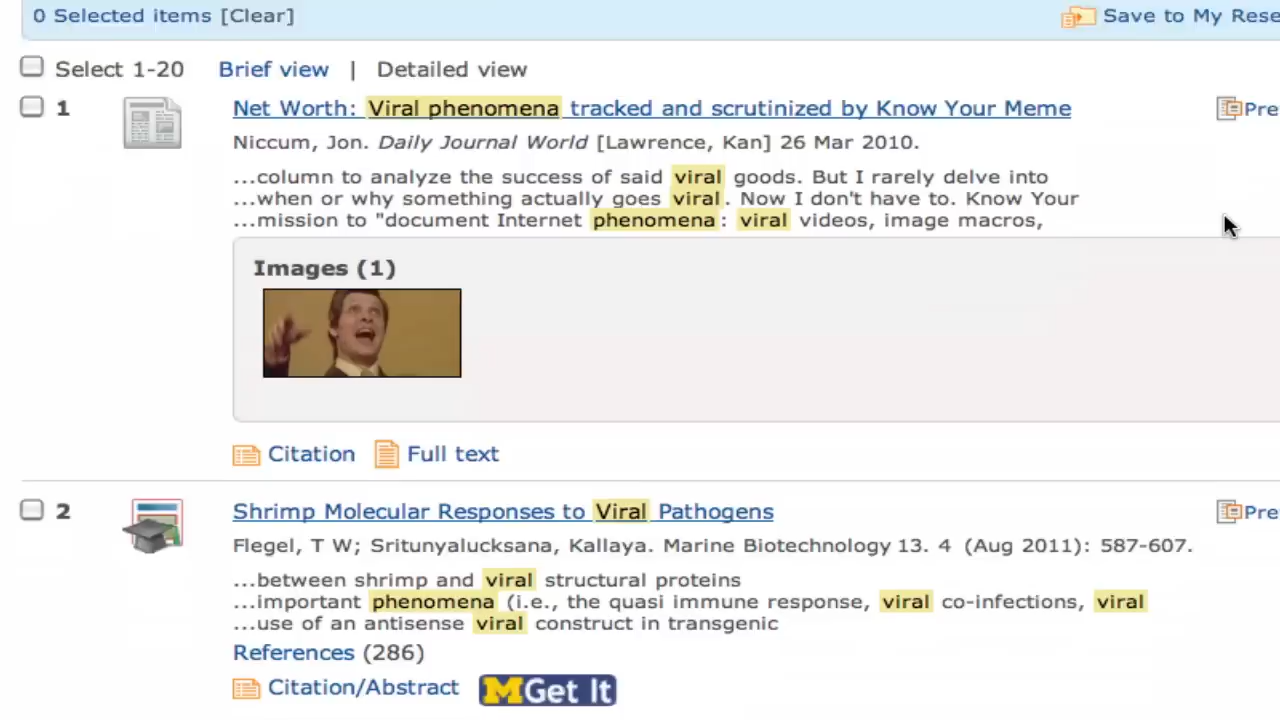 0 Selected items [Clear]
Save to My Rese
Select 1-20 Brief view | Detailed view
1 Net Worth: Viral phenomena tracked and scrutinized by Know Your Meme
Pre
Niccum, Jon. Daily Journal World [Lawrence, Kan] 26 Mar 2010.
...column to analyze the success of said viral goods. But I rarely delve into
...when or why something actually goes viral. Now I don't have to. Know Your
...mission to "document Internet phenomena: viral videos, image macros,
Images (1)
Citation Full text
2 Shrimp Molecular Responses to Viral Pathogens
Pre
Flegel, T W; Sritunyalucksana, Kallaya. Marine Biotechnology 13. 4 (Aug 2011): 587-607.
...between shrimp and viral structural proteins
...important phenomena (i.e., the quasi immune response, viral co-infections, viral
...use of an antisense viral construct in transgenic
References (286)
Citation/Abstract MGet It